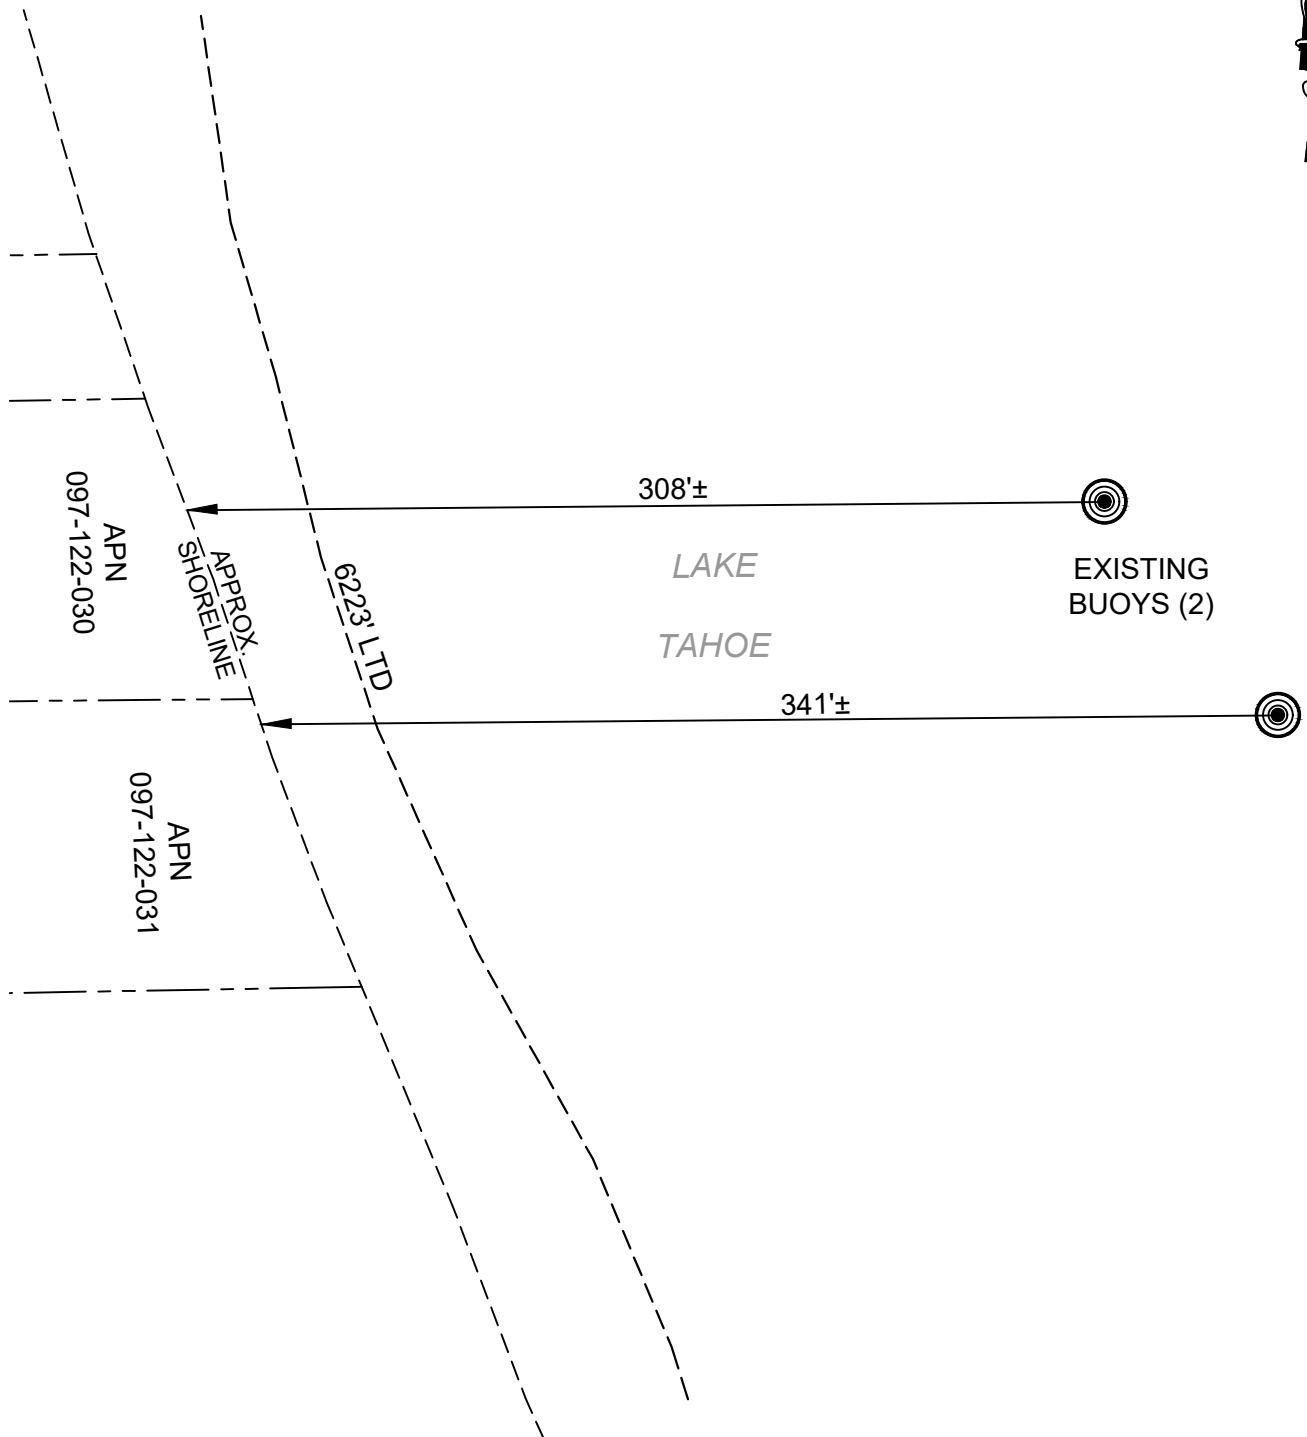 308'±
LAKE
TAHOE
EXISTING
BUOYS (2)
APN
097-122-030
APPROX.
SHORELINE
6223' LTD
341'±
APN
097-122-031